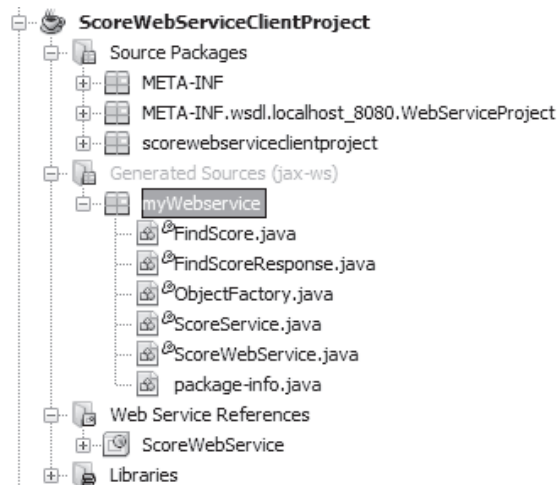 ScoreWebServiceClientProject
Source Packages
META-INF
META-INF.wsdl.localhost_8080.WebServiceProject
scorewebserviceclientproject
Generated Sources (jax-ws)
myWebservice
FindScore.java
FindScoreResponse.java
ObjectFactory.java
ScoreService.java
ScoreWebService.java
package-info.java
Web Service References
ScoreWebService
Libraries